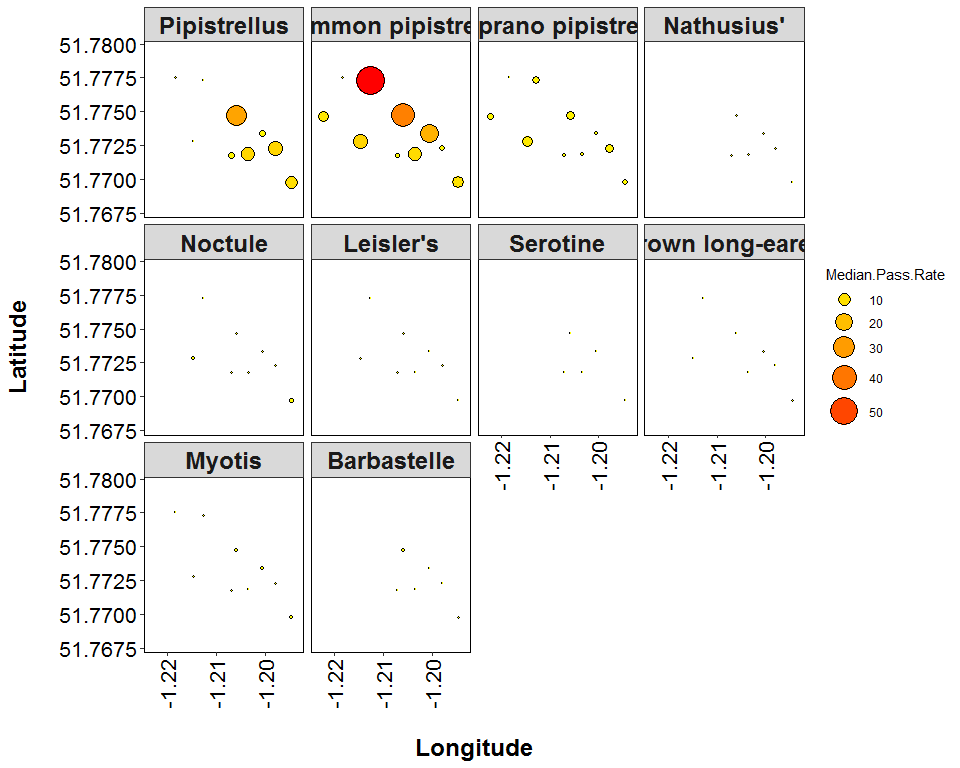 Pipistrellus mmon pipistre prano pipistre Nathusius'
51.7800
51.7775
51.7750
51.7725
51.7700
51.7675
Noctule Leisler's Serotine rown long-eare
51.7800
51.7775
51.7750
51.7725
51.7700
51.7675
-1.22 -1.21 -1.20 -1.22 -1.21 -1.20
Myotis Barbastelle
51.7800
51.7775
51.7750
51.7725
51.7700
51.7675
-1.22 -1.21 -1.20 -1.22 -1.21 -1.20
Latitude
Longitude
Median.Pass.Rate
10
20
30
40
50